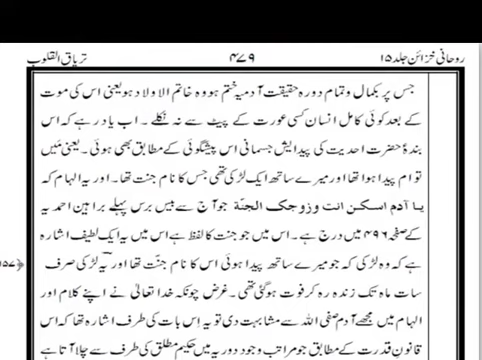 روحانی خزائن جلد ۱۵ ۴۷۹ تریاق القلوب
جس پر بکمال و تمام دورہ حقیقت آدمیہ ختم ہو وہ خاتم الاولاد ہو یعنی اس کی موت
کے بعد کوئی کامل انسان کسی عورت کے پیٹ سے نہ نکلے۔ اب یاد رہے کہ اس
بندۂ حضرت احدیت کی پیدایش جسمانی اس پیشگوئی کے مطابق بھی ہوئی۔ یعنی مَیں
توام پیدا ہوا تھا اور میرے ساتھ ایک لڑکی تھی جس کا نام جنت تھا۔ اور یہ الہام کہ
یا آدم اسکن انت وزوجک الجنّۃ جو آج سے بیس برس پہلے براہین احمدیہ
کے صفحہ ۴۹۶ میں درج ہے۔ اس میں جو جنت کا لفظ ہے اس میں یہ ایک لطیف اشارہ
ہے کہ وہ لڑکی کہ جو میرے ساتھ پیدا ہوئی اس کا نام جنّت تھا اور یہ لڑکی صرف
﴿۱۵۷﴾
سات ماہ تک زندہ رہ کر فوت ہو گئی تھی۔ غرض چونکہ خدا تعالیٰ نے اپنے کلام اور
الہام میں مجھے آدم صفی اللہ سے مشابہت دی تو یہ اس بات کی طرف اشارہ تھا کہ اس
قانون قدرت کے مطابق جو مراتب وجود دوریہ میں حکیم مطلق کی طرف سے چلا آتا ہے